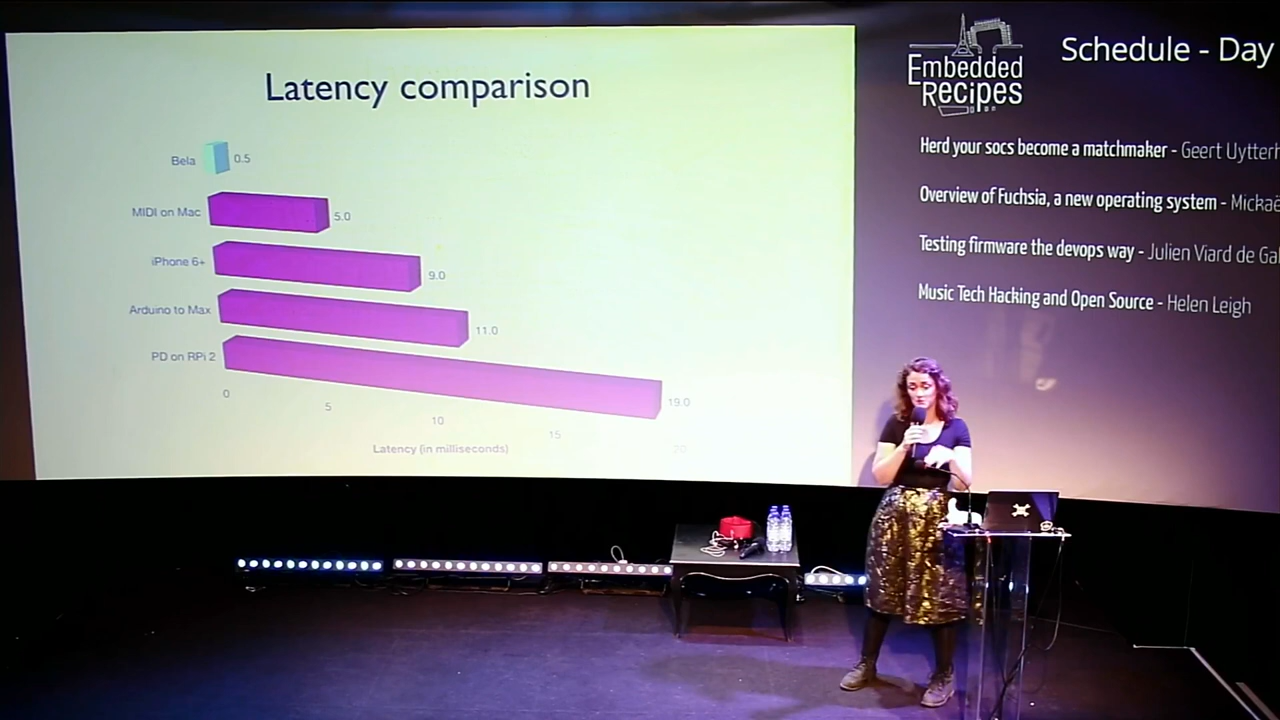 Latency comparison
Bela 0.5
MIDI on Mac 5.0
iPhone 6+ 9.0
Arduino to Max 11.0
PD on RPi 2 19.0
0 5 10 15 20
Latency (in milliseconds)
Embedded
Recipes
Schedule - Day
Herd your socs become a matchmaker - Geert
Overview of Fuchsia, a new operating system -
Testing firmware the devops way - Julien Viard de
Music Tech Hacking and Open Source - Helen Leigh